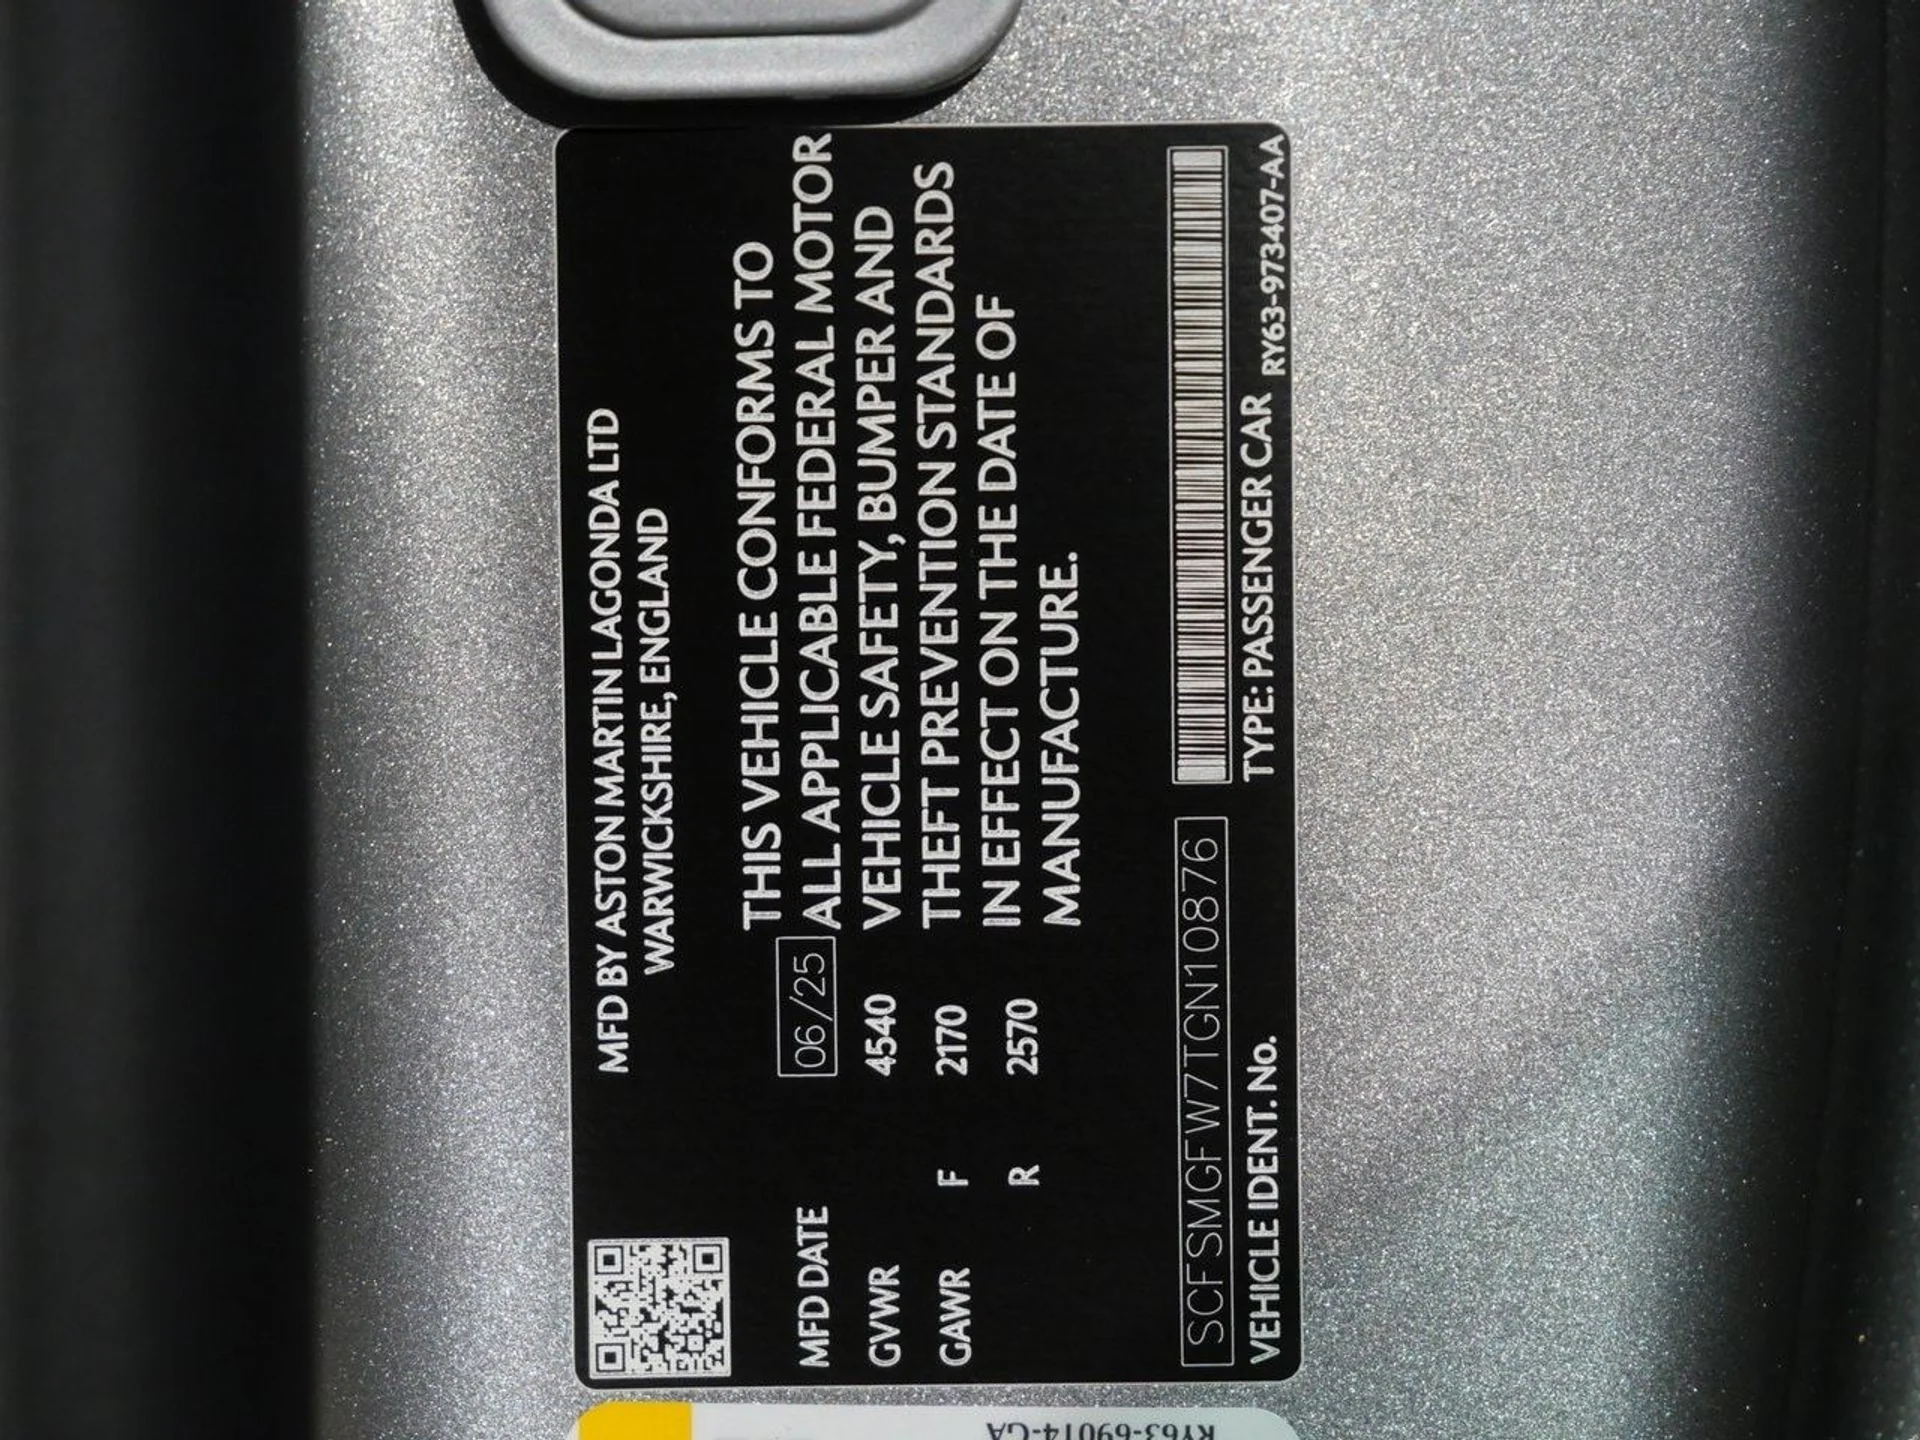 MFD BY ASTON MARTIN LAGONDA LTD
WARWICKSHIRE, ENGLAND
THIS VEHICLE CONFORMS TO
MFD DATE 06/25 ALL APPLICABLE FEDERAL MOTOR
GVWR 4540 VEHICLE SAFETY, BUMPER AND
GAWR F 2170 THEFT PREVENTION STANDARDS
R 2570 IN EFFECT ON THE DATE OF
MANUFACTURE.
SCFSMGFW7TGN10876
VEHICLE IDENT. No. TYPE: PASSENGER CAR RY63-973407-AA
RY63-69014-CA